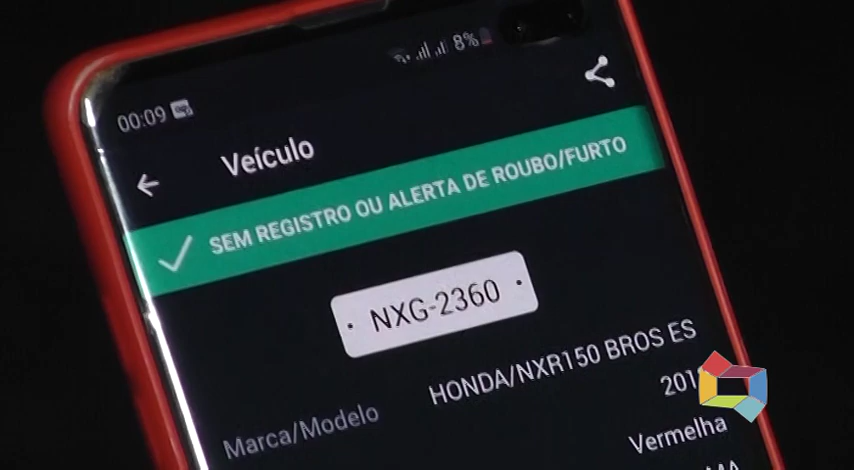 00:09
8%
Veículo
SEM REGISTRO OU ALERTA DE ROUBO/FURTO
NXG-2360
Marca/Modelo
HONDA/NXR150 BROS ES
Vermelha